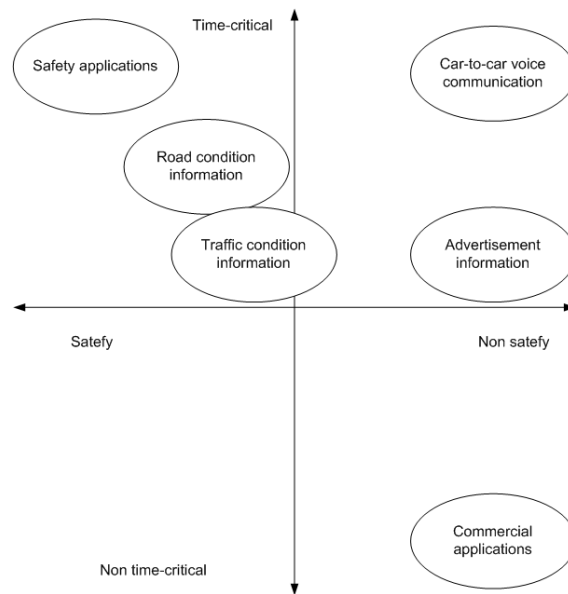 Time-critical
Safety applications
Car-to-car voice
communication
Road condition
information
Traffic condition
information
Advertisement
information
Satefy
Non satefy
Commercial
applications
Non time-critical